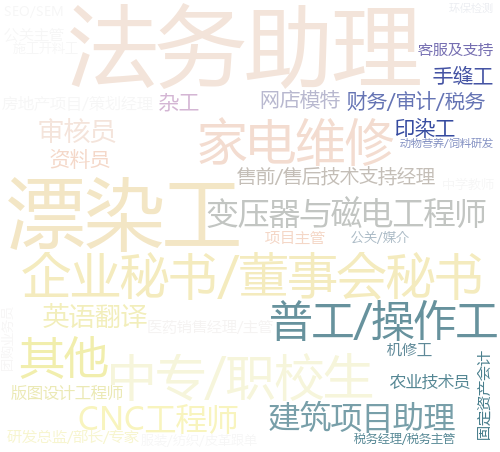 SEO/SEM
环保检测
法务助理
公关主管
施工开料工
客服及支持
手缝工
房地产项目/策划经理
杂工
网店模特
财务/审计/税务
审核员
家电维修
印染工
动物营养/饲料研发
资料员
售前/售后技术支持经理
中学教师
漂染工
变压器与磁电工程师
项目主管
公关/媒介
企业秘书/董事会秘书
英语翻译
医药销售经理/主管
普工/操作工
其他
机修工
中专/职校生
农业技术员
固定资产会计
版图设计工程师
CNC工程师
建筑项目助理
研发总监/部长/专家
税务经理/税务主管